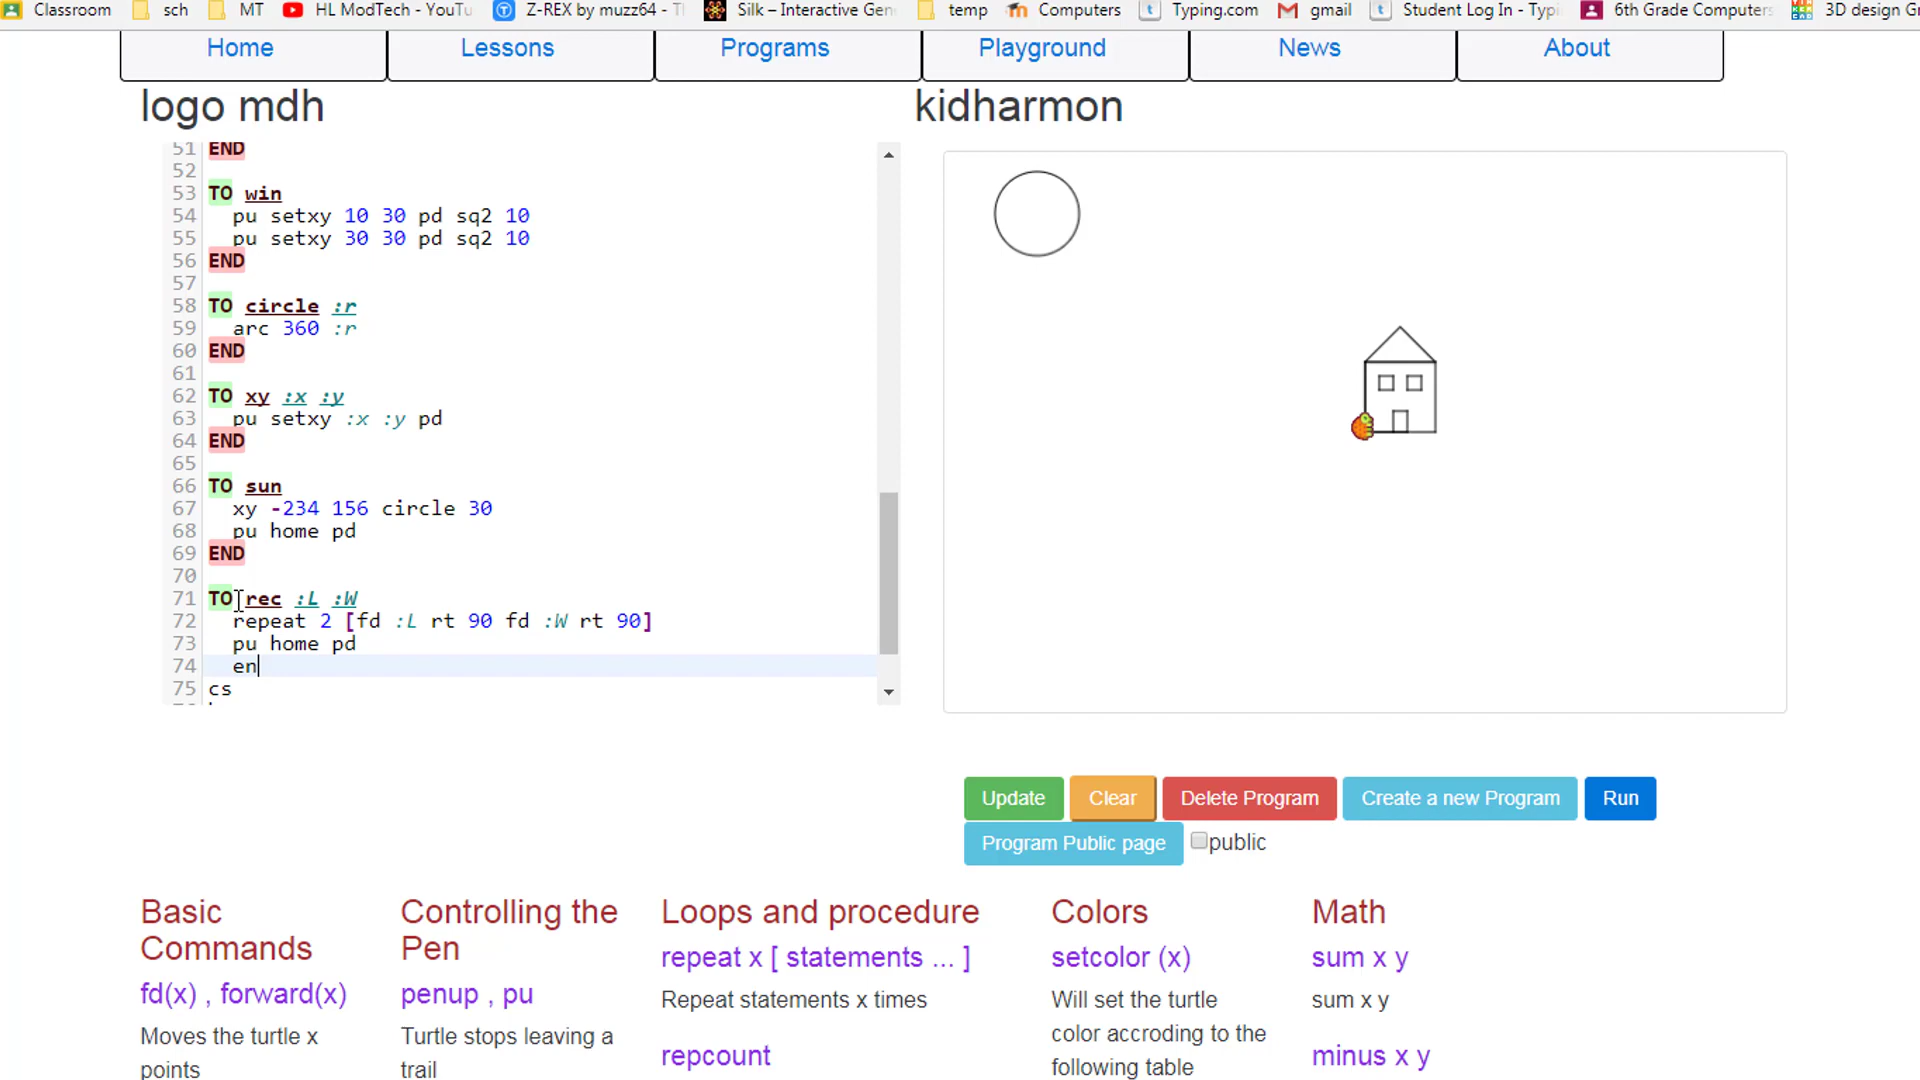 Classroom sch MT HL ModTech - YouTu Z-REX by muzz64 - T Silk – Interactive Gen temp Computers Typing.com gmail Student Log In - Typi 6th Grade Computers 3D design Gr
Home Lessons Programs Playground News About
logo mdh
kidharmon
51 END
52
53 TO win
54 pu setxy 10 30 pd sq2 10
55 pu setxy 30 30 pd sq2 10
56 END
57
58 TO circle :r
59 arc 360 :r
60 END
61
62 TO xy :x :y
63 pu setxy :x :y pd
64 END
65
66 TO sun
67 xy -234 156 circle 30
68 pu home pd
69 END
70
71 TO rec :L :W
72 repeat 2 [fd :L rt 90 fd :W rt 90]
73 pu home pd
74 en
75 cs
Update Clear Delete Program Create a new Program Run
Program Public page public
Basic
Commands
fd(x) , forward(x)
Moves the turtle x
points
Controlling the
Pen
penup , pu
Turtle stops leaving a
trail
Loops and procedure
repeat x [ statements ... ]
Repeat statements x times
repcount
Colors
setcolor (x)
Will set the turtle
color accroding to the
following table
Math
sum x y
sum x y
minus x y